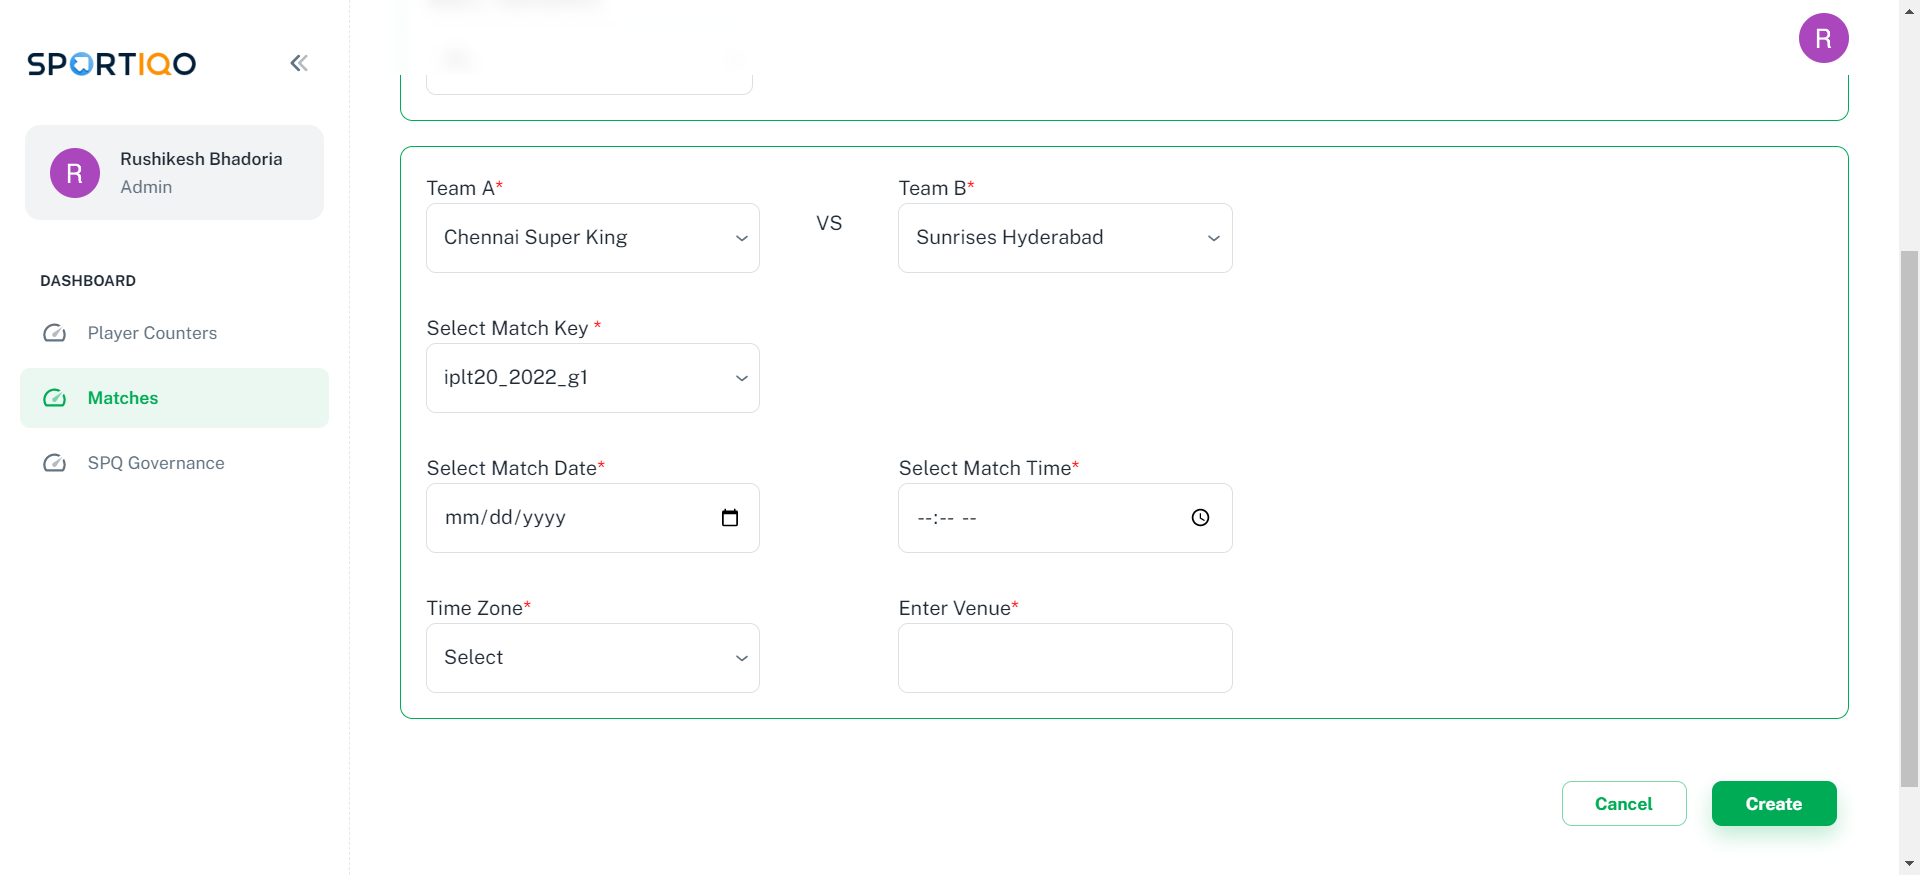 SPORTIQO
R
R
Rushikesh Bhadoria
Admin
DASHBOARD
Player Counters
Matches
SPQ Governance
Team A*
Team B*
Chennai Super King
VS
Sunrises Hyderabad
Select Match Key *
iplt20_2022_g1
Select Match Date*
Select Match Time*
mm/dd/yyyy
--:-- --
Time Zone*
Enter Venue*
Select
Cancel
Create